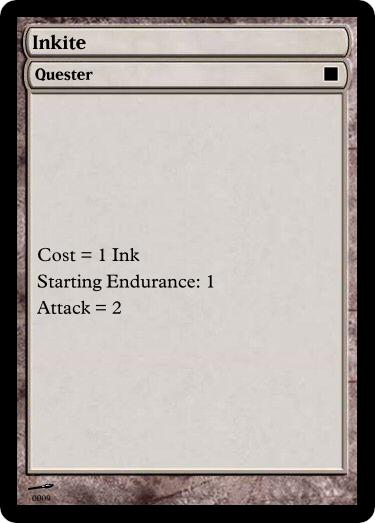 Inkite
Quester
Cost = 1 Ink
Starting Endurance: 1
Attack = 2
0009